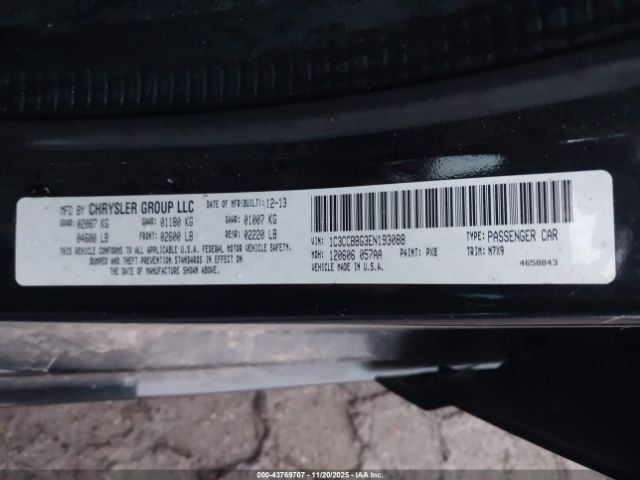 MFD BY CHRYSLER GROUP LLC DATE OF MFR(BUILT): 12-13
GVWR: 02087 KG GAWR: 01180 KG GAWR: 01007 KG
04600 LB FRONT: 02600 LB REAR: 02220 LB
THIS VEHICLE CONFORMS TO ALL APPLICABLE U.S.A. FEDERAL MOTOR VEHICLE SAFETY,
BUMPER AND THEFT PREVENTION STANDARDS IN EFFECT ON
THE DATE OF MANUFACTURE SHOWN ABOVE.
VIN: 1C3CCBBG3EN193088 TYPE: PASSENGER CAR
MDH: 120606 057AA PAINT: PX8 TRIM: N7X9
VEHICLE MADE IN U.S.A. 4658843
© IAA-43769707 11/20/2025 IAAI.COM